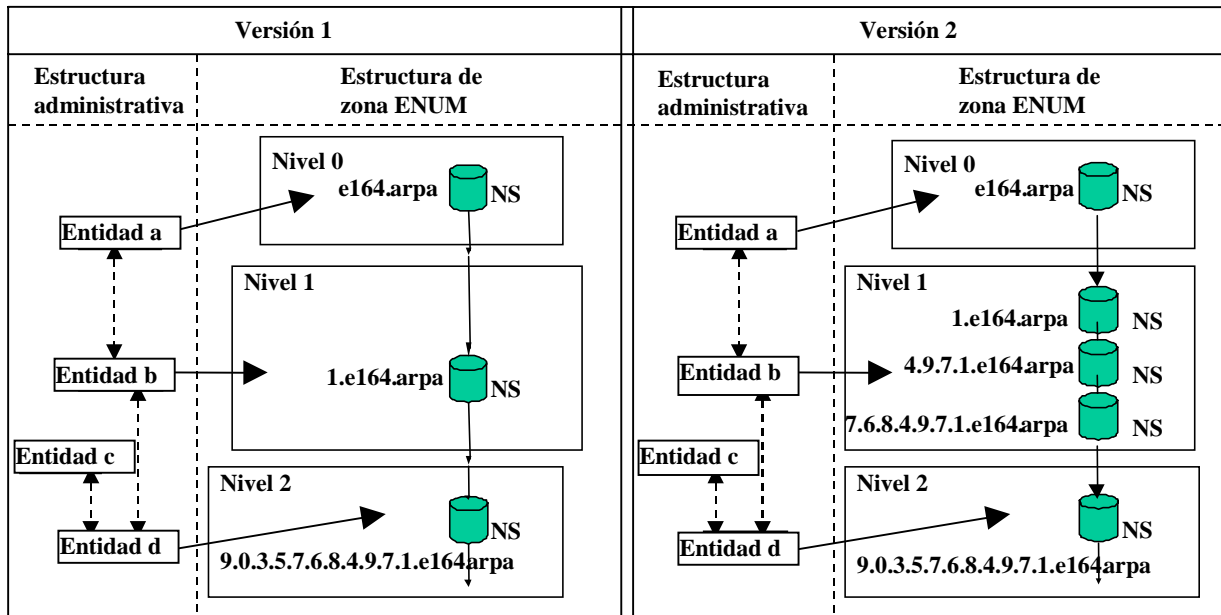 Versión 1
Estructura
administrativa
Estructura de
zona ENUM
Nivel 0
e164.arpa
NS
Entidad a
Nivel 1
Entidad b
1.e164.arpa
NS
Entidad c
Nivel 2
NS
Entidad d
9.0.3.5.7.6.8.4.9.7.1.e164.arpa
Versión 2
Estructura
administrativa
Estructura de
zona ENUM
Nivel 0
e164.arpa
NS
Entidad a
Nivel 1
1.e164.arpa
NS
Entidad b
4.9.7.1.e164.arpa
NS
7.6.8.4.9.7.1.e164.arpa
NS
Entidad c
Nivel 2
NS
Entidad d
9.0.3.5.7.6.8.4.9.7.1.e164.arpa